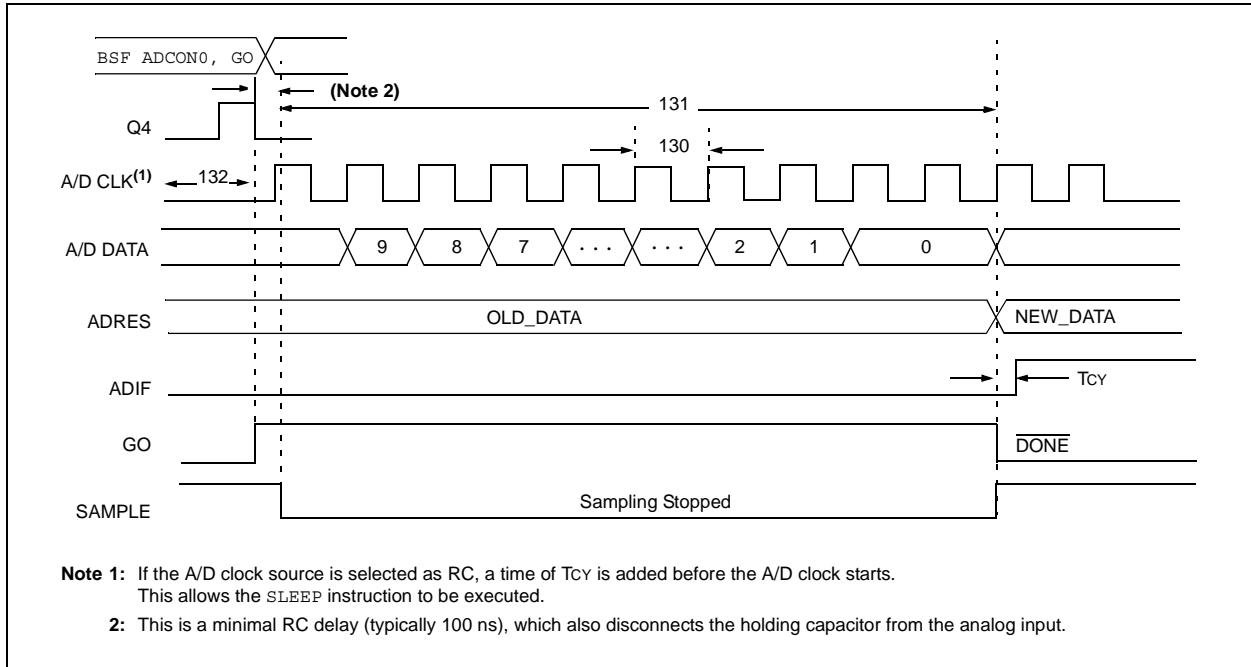 BSF ADCON0, GO
(Note 2)
131
Q4
130
A/D CLK(1)
132
A/D DATA
9 8 7 . . . . . . 2 1 0
ADRES
OLD_DATA
NEW_DATA
ADIF
TCY
GO
DONE
SAMPLE
Sampling Stopped
Note 1: If the A/D clock source is selected as RC, a time of TCY is added before the A/D clock starts.
This allows the SLEEP instruction to be executed.
2: This is a minimal RC delay (typically 100 ns), which also disconnects the holding capacitor from the analog input.